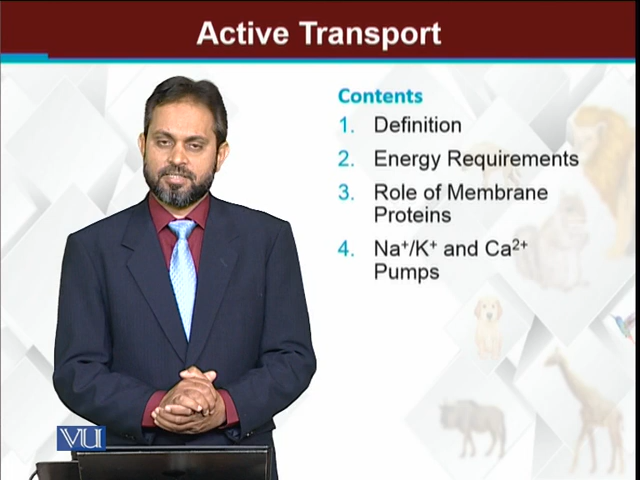 Active Transport
Contents
1. Definition
2. Energy Requirements
3. Role of Membrane
Proteins
4. Na⁺/K⁺ and Ca²⁺
Pumps
VU